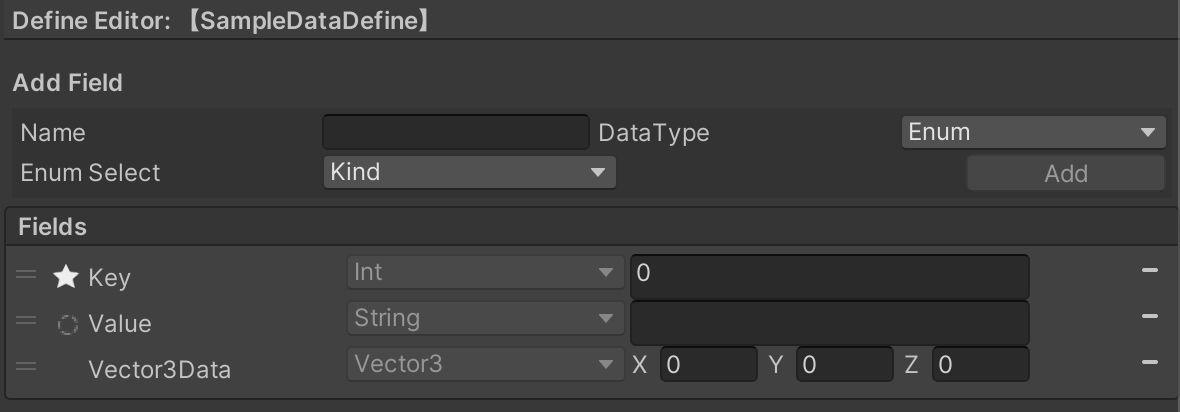 Define Editor: 【SampleDataDefine】
Add Field
Name DataType Enum
Enum Select Kind Add
Fields
Key Int 0
Value String
Vector3Data Vector3 X 0 Y 0 Z 0